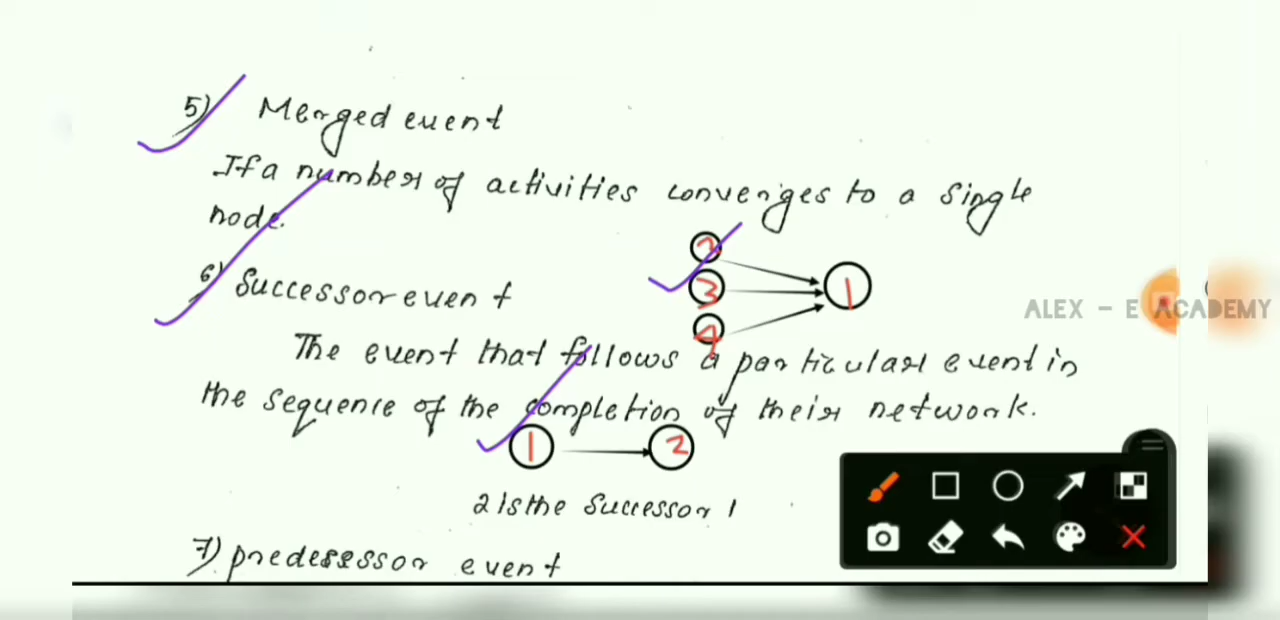 5) Merged event
If a number of activities converges to a single
node.
2
3
1
4
6) Successor event
ALEX - E ACADEMY
The event that follows a particular event in
the sequence of the completion of their network.
1
2
2 is the successor 1
7) predesessor event